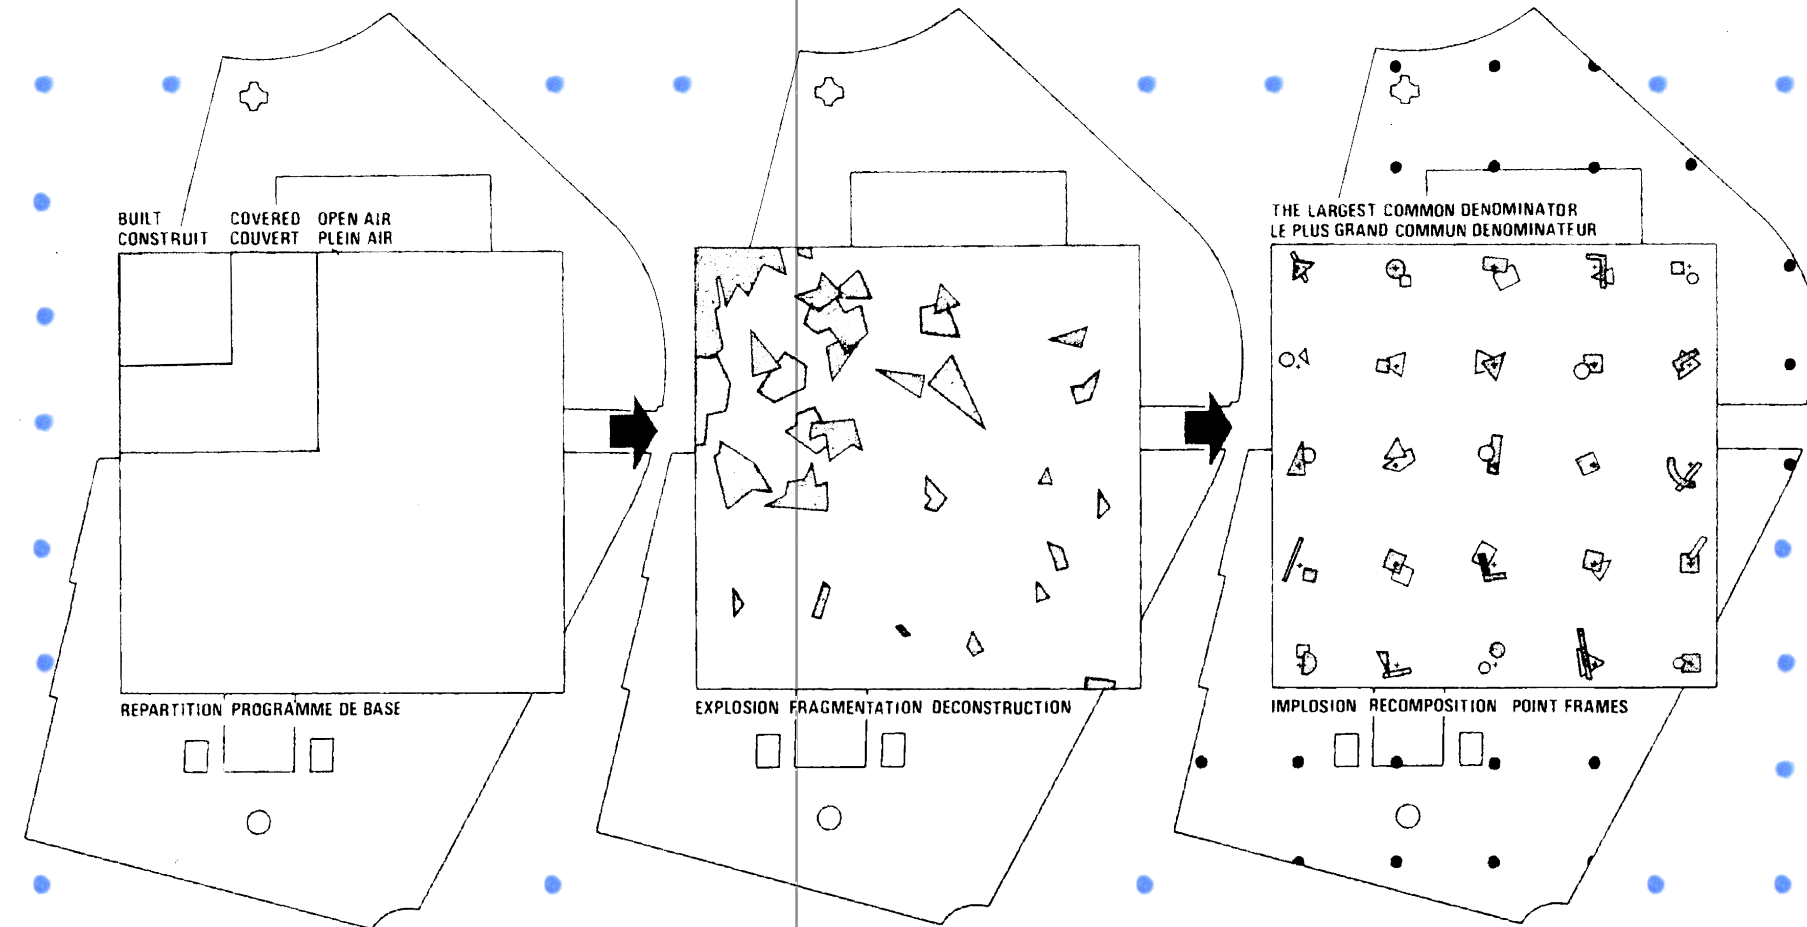 BUILT COVERED OPEN AIR
CONSTRUIT COUVERT PLEIN AIR
REPARTITION PROGRAMME DE BASE
EXPLOSION FRAGMENTATION DECONSTRUCTION
THE LARGEST COMMON DENOMINATOR
LE PLUS GRAND COMMUN DENOMINATEUR
IMPLOSION RECOMPOSITION POINT FRAMES